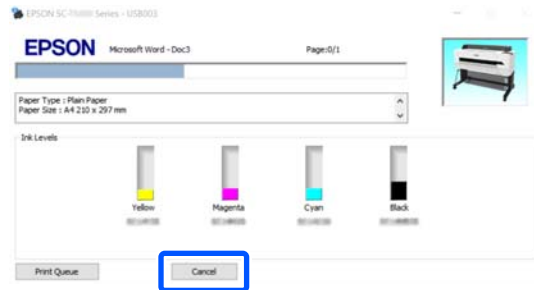 EPSON SC- Series - USB003
EPSON Microsoft Word - Doc3 Page:0/1
Paper Type : Plain Paper
Paper Size : A4 210 x 297 mm
Ink Levels
Yellow Magenta Cyan Black
Print Queue Cancel